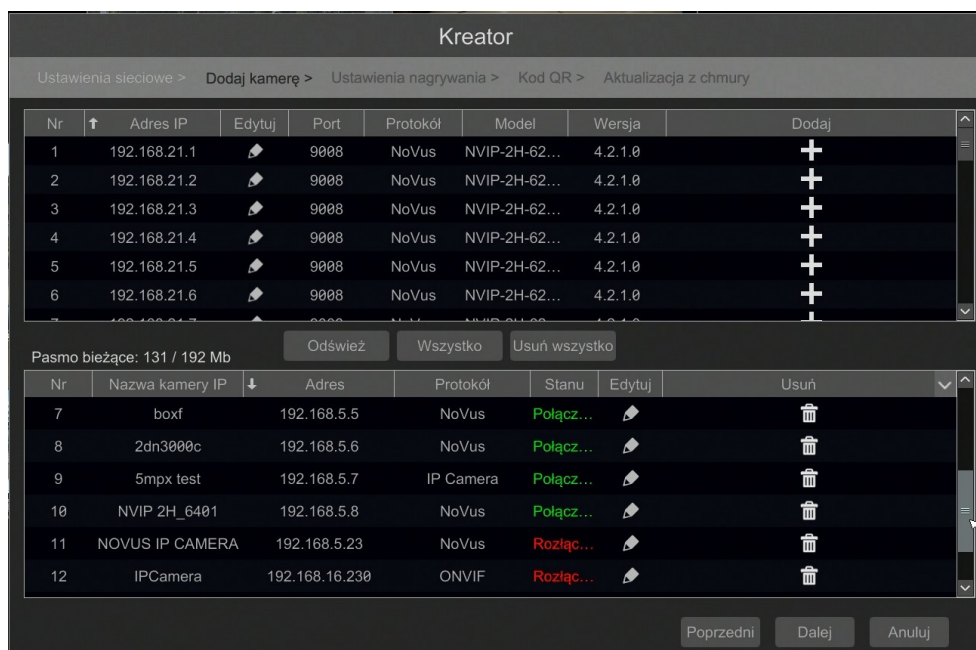 Kreator
Ustawienia sieciowe > Dodaj kamerę > Ustawienia nagrywania > Kod QR > Aktualizacja z chmury
Nr Adres IP Edytuj Port Protokół Model Wersja Dodaj
1 192.168.21.1 9008 NoVus NVIP-2H-62... 4.2.1.0
2 192.168.21.2 9008 NoVus NVIP-2H-62... 4.2.1.0
3 192.168.21.3 9008 NoVus NVIP-2H-62... 4.2.1.0
4 192.168.21.4 9008 NoVus NVIP-2H-62... 4.2.1.0
5 192.168.21.5 9008 NoVus NVIP-2H-62... 4.2.1.0
6 192.168.21.6 9008 NoVus NVIP-2H-62... 4.2.1.0
Odśwież Wszystko Usuń wszystko
Pasmo bieżące: 131 / 192 Mb
Nr Nazwa kamery IP Adres Protokół Stanu Edytuj Usuń
7 boxf 192.168.5.5 NoVus Połącz...
8 2dn3000c 192.168.5.6 NoVus Połącz...
9 5mpx test 192.168.5.7 IP Camera Połącz...
10 NVIP 2H_6401 192.168.5.8 NoVus Połącz...
11 NOVUS IP CAMERA 192.168.5.23 NoVus Rozłąc...
12 IPCamera 192.168.16.230 ONVIF Rozłąc...
Poprzedni Dalej Anuluj